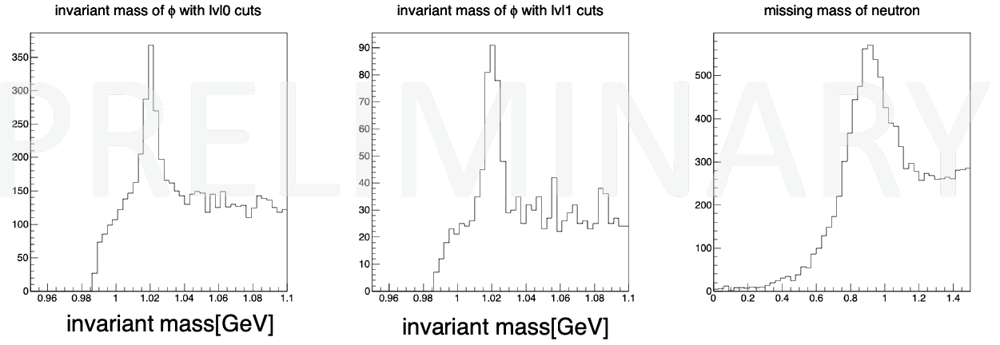 invariant mass of ϕ with lvl0 cuts
350
300
250
200
150
100
50
0
0.96 0.98 1 1.02 1.04 1.06 1.08 1.1
invariant mass[GeV]
invariant mass of ϕ with lvl1 cuts
90
80
70
60
50
40
30
20
10
0
0.96 0.98 1 1.02 1.04 1.06 1.08 1.1
invariant mass[GeV]
missing mass of neutron
500
400
300
200
100
0
0 0.2 0.4 0.6 0.8 1 1.2 1.4
PRELIMINARY